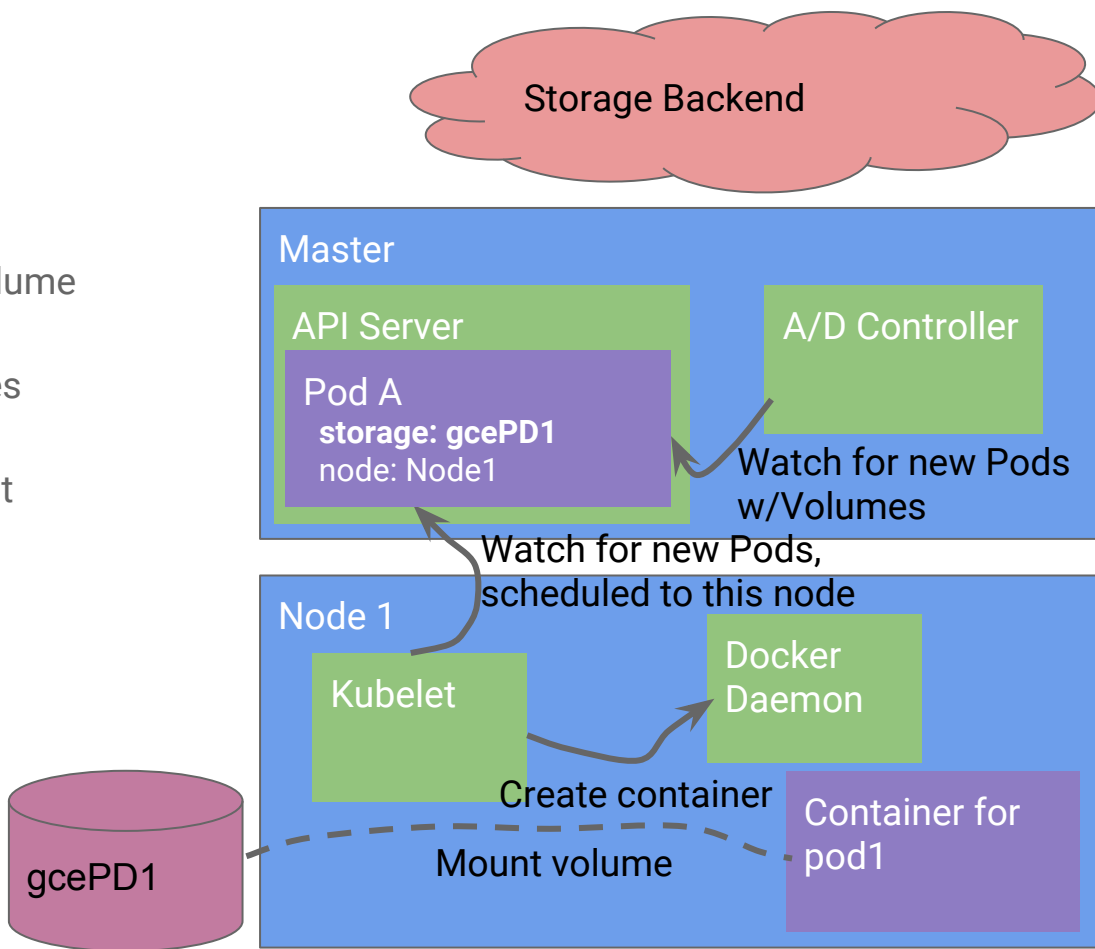 Storage Backend
Master
API Server
A/D Controller
Pod A
storage: gcePD1
node: Node1
Watch for new Pods
w/Volumes
Watch for new Pods,
scheduled to this node
Node 1
Kubelet
Docker
Daemon
Create container
Container for
pod1
Mount volume
gcePD1